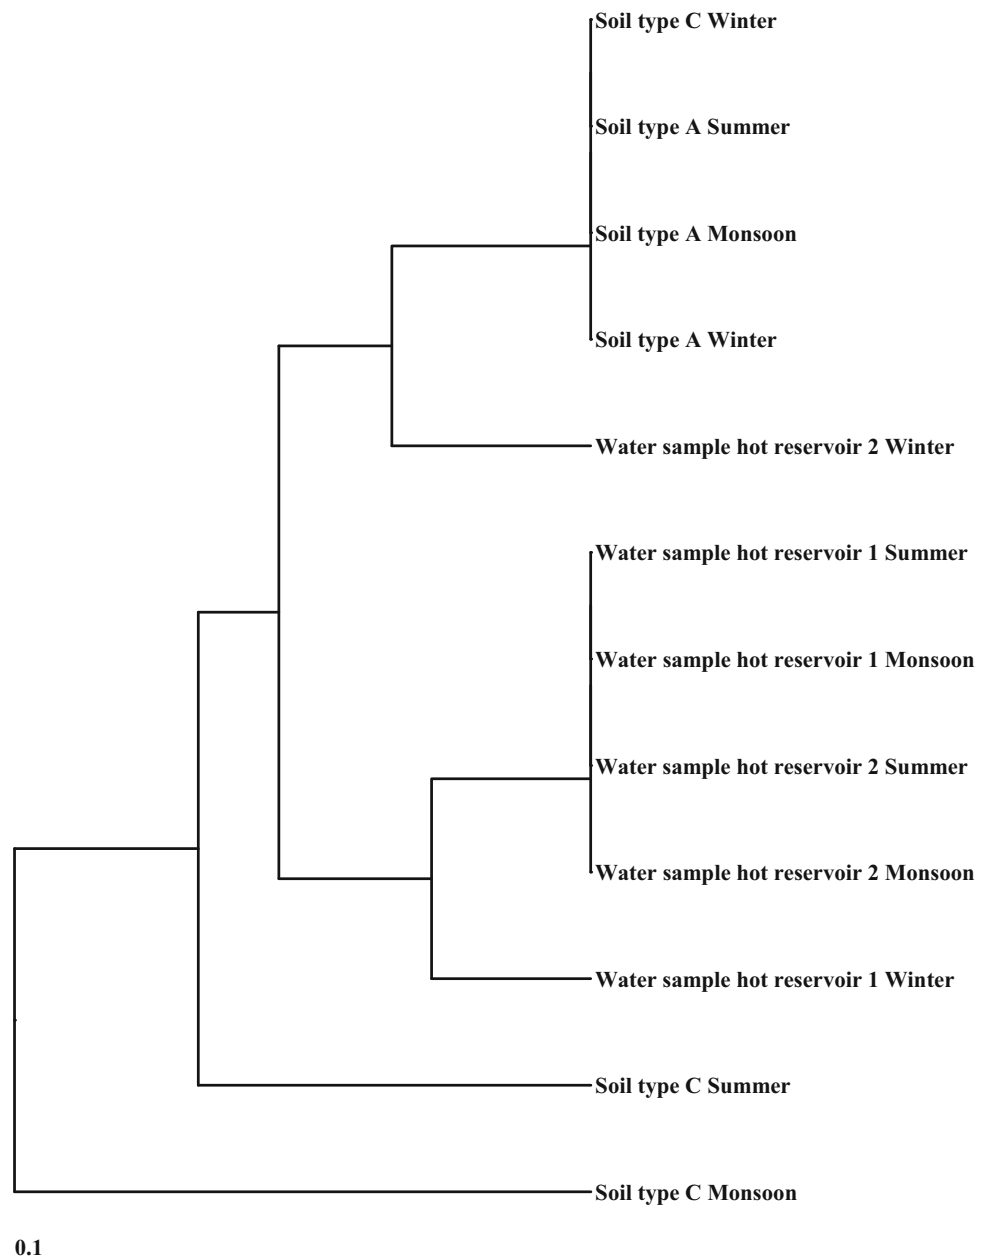 Soil type C Winter
Soil type A Summer
Soil type A Monsoon
Soil type A Winter
Water sample hot reservoir 2 Winter
Water sample hot reservoir 1 Summer
Water sample hot reservoir 1 Monsoon
Water sample hot reservoir 2 Summer
Water sample hot reservoir 2 Monsoon
Water sample hot reservoir 1 Winter
Soil type C Summer
Soil type C Monsoon
0.1